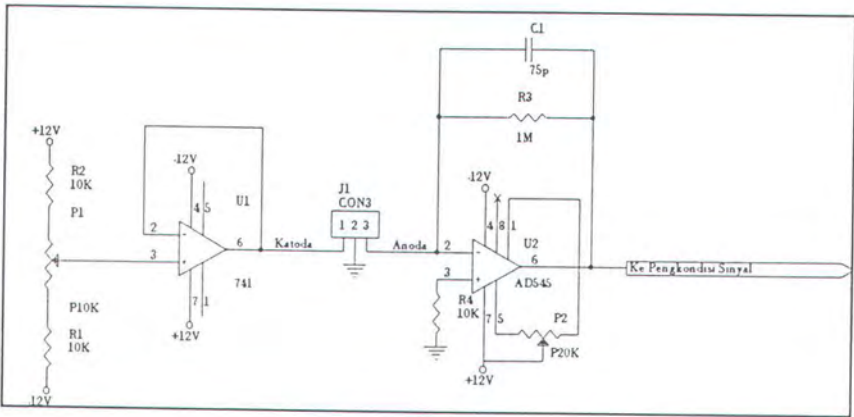 C1
75p
R3
1M
+12V
R2
10K
P1
P10K
R1
10K
-12V
-12V
4 5
U1
2
3
6
741
7 1
+12V
J1
CON3
1 2 3
Katoda
Anoda
-12V
4 8 1
U2
2
3
6
AD545
R4
10K
7 5
P2
P20K
+12V
Ke Pengkondisi Sinyal